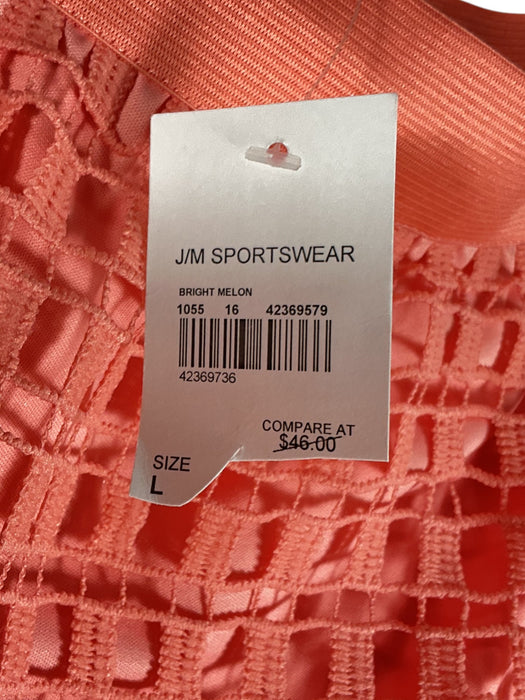 J/M SPORTSWEAR
BRIGHT MELON
1055 16 42369579
42369736
COMPARE AT
$46.00
SIZE
L